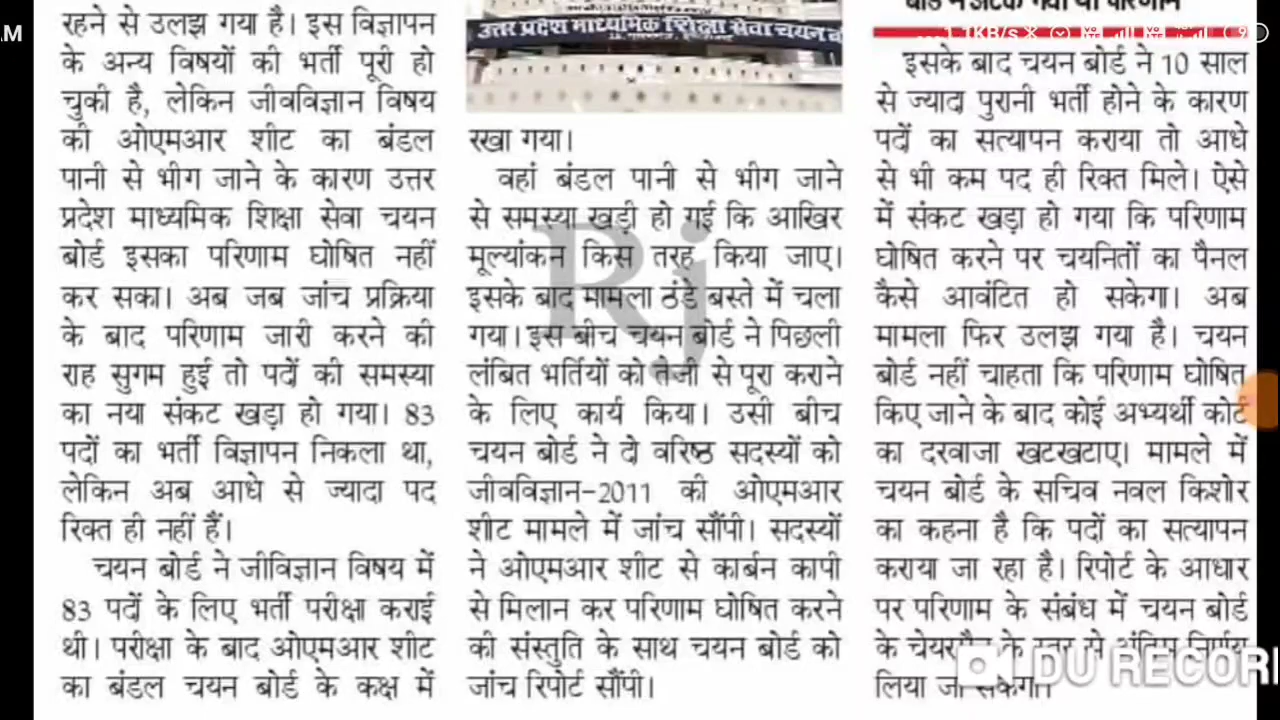 रहने से उलझ गया है। इस विज्ञापन
के अन्य विषयों की भर्ती पूरी हो
चुकी है, लेकिन जीवविज्ञान विषय
की ओएमआर शीट का बंडल
पानी से भीग जाने के कारण उत्तर
प्रदेश माध्यमिक शिक्षा सेवा चयन
बोर्ड इसका परिणाम घोषित नहीं
कर सका। अब जब जांच प्रक्रिया
के बाद परिणाम जारी करने की
राह सुगम हुई तो पदों की समस्या
का नया संकट खड़ा हो गया। 83
पदों का भर्ती विज्ञापन निकला था,
लेकिन अब आधे से ज्यादा पद
रिक्त ही नहीं हैं।
चयन बोर्ड ने जीविज्ञान विषय में
83 पदों के लिए भर्ती परीक्षा कराई
थी। परीक्षा के बाद ओएमआर शीट
का बंडल चयन बोर्ड के कक्ष में
उत्तर प्रदेश माध्यमिक शिक्षा सेवा चयन
रखा गया।
वहां बंडल पानी से भीग जाने
से समस्या खड़ी हो गई कि आखिर
मूल्यांकन किस तरह किया जाए।
इसके बाद मामला ठंडे बस्ते में चला
गया। इस बीच चयन बोर्ड ने पिछली
लंबित भर्तियों को तेजी से पूरा कराने
के लिए कार्य किया। उसी बीच
चयन बोर्ड ने दो वरिष्ठ सदस्यों को
जीवविज्ञान-2011 की ओएमआर
शीट मामले में जांच सौंपी। सदस्यों
ने ओएमआर शीट से कार्बन कापी
से मिलान कर परिणाम घोषित करने
की संस्तुति के साथ चयन बोर्ड को
जांच रिपोर्ट सौंपी।
इसके बाद चयन बोर्ड ने 10 साल
से ज्यादा पुरानी भर्ती होने के कारण
पदों का सत्यापन कराया तो आधे
से भी कम पद ही रिक्त मिले। ऐसे
में संकट खड़ा हो गया कि परिणाम
घोषित करने पर चयनितों का पैनल
कैसे आवंटित हो सकेगा। अब
मामला फिर उलझ गया है। चयन
बोर्ड नहीं चाहता कि परिणाम घोषित
किए जाने के बाद कोई अभ्यर्थी कोर्ट
का दरवाजा खटखटाए। मामले में
चयन बोर्ड के सचिव नवल किशोर
का कहना है कि पदों का सत्यापन
कराया जा रहा है। रिपोर्ट के आधार
पर परिणाम के संबंध में चयन बोर्ड
के स्तर से अंतिम निर्णय
लिया जा सकेगा।
Rj
DU RECOR